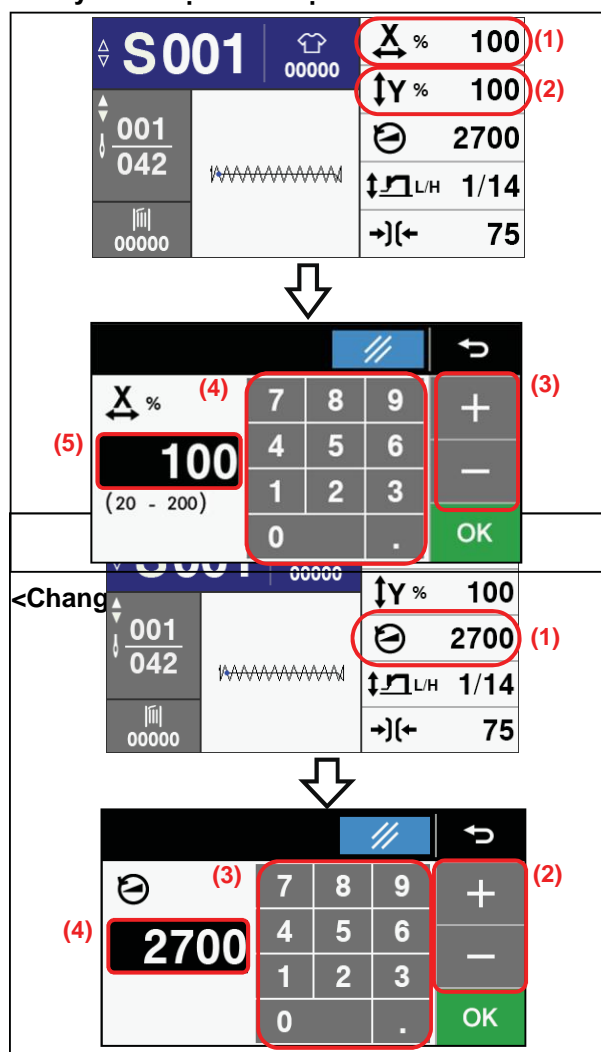 S001
00000
X % 100 (1)
Y % 100 (2)
001
042
2700
L/H 1/14
00000
75
(4)
(3)
X %
7 8 9
+
(5)
100
4 5 6
−
(20 - 200)
1 2 3
0 .
OK
00000
<Chang
Y % 100
001
042
2700 (1)
L/H 1/14
00000
75
(3)
(2)
7 8 9
+
(4)
2700
4 5 6
−
1 2 3
0 .
OK